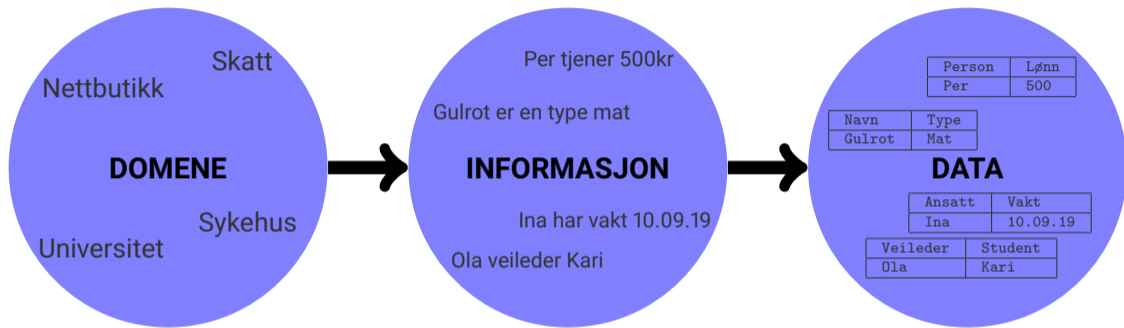 Skatt
Nettbutikk
DOMENE
Sykehus
Universitet
Per tjener 500kr
Gulrot er en type mat
INFORMASJON
Ina har vakt 10.09.19
Ola veileder Kari
Person Lønn
Per 500
Navn Type
Gulrot Mat
DATA
Ansatt Vakt
Ina 10.09.19
Veileder Student
Ola Kari